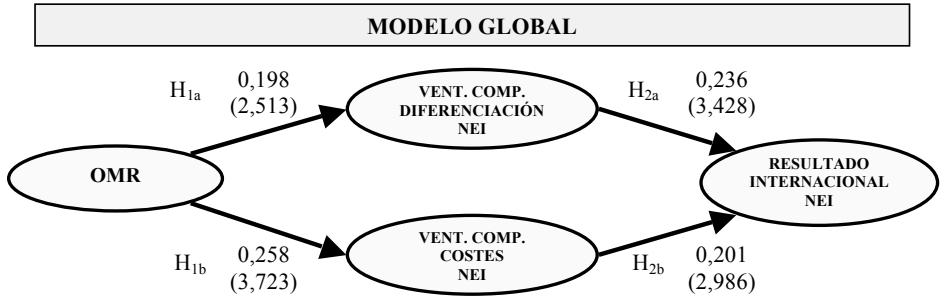 MODELO GLOBAL
H1a
0,198
(2,513)
VENT. COMP.
DIFERENCIACIÓN
NEI
H2a
0,236
(3,428)
OMR
RESULTADO
INTERNACIONAL
NEI
H1b
0,258
(3,723)
VENT. COMP.
COSTES
NEI
H2b
0,201
(2,986)